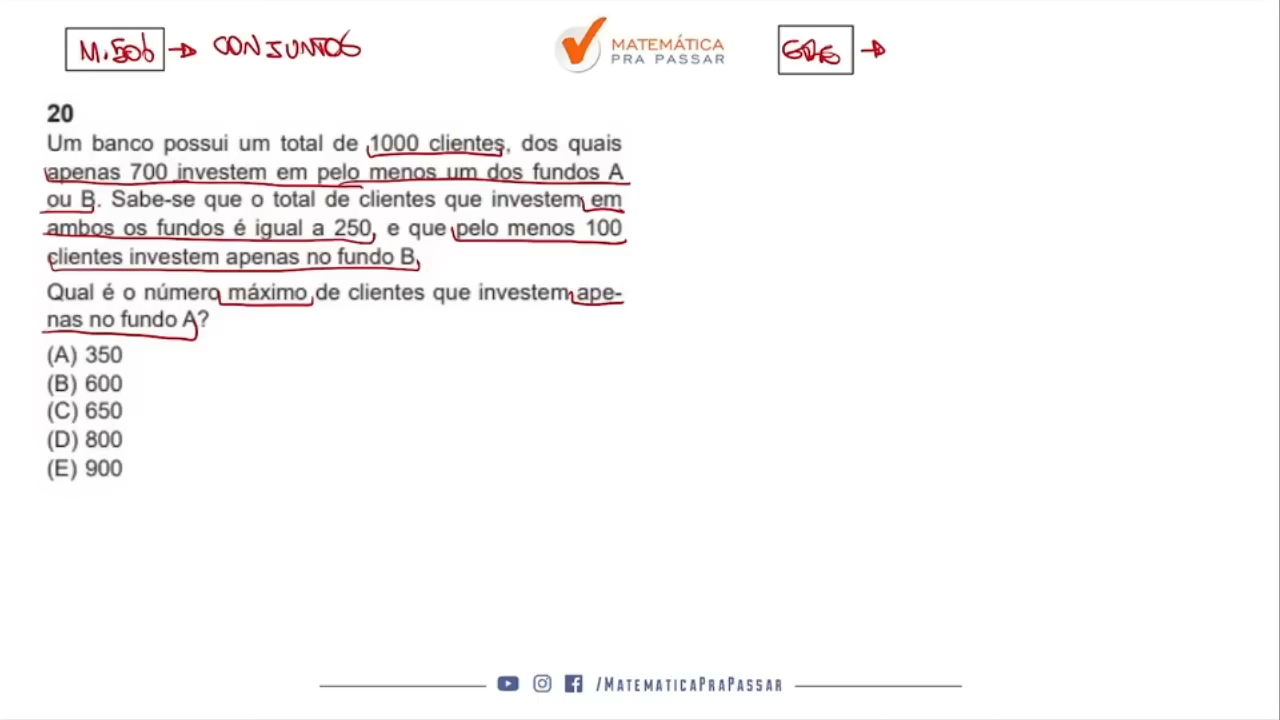 M.50b → CONJUNTOS
MATEMÁTICA
PRA PASSAR
20
Um banco possui um total de 1000 clientes, dos quais
apenas 700 investem em pelo menos um dos fundos A
ou B. Sabe-se que o total de clientes que investem em
ambos os fundos é igual a 250, e que pelo menos 100
clientes investem apenas no fundo B.
Qual é o número máximo de clientes que investem ape-
nas no fundo A?
(A) 350
(B) 600
(C) 650
(D) 800
(E) 900
/MATEMATICAPRAPASSAR